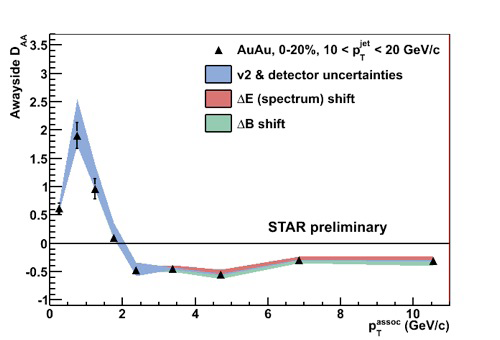 Awayside D_AA
3.5
3
2.5
2
1.5
1
0.5
0
-0.5
-1
AuAu, 0-20%, 10 < p_T^jet < 20 GeV/c
v2 & detector uncertainties
ΔE (spectrum) shift
ΔB shift
STAR preliminary
0 2 4 6 8 10
p_T^assoc (GeV/c)